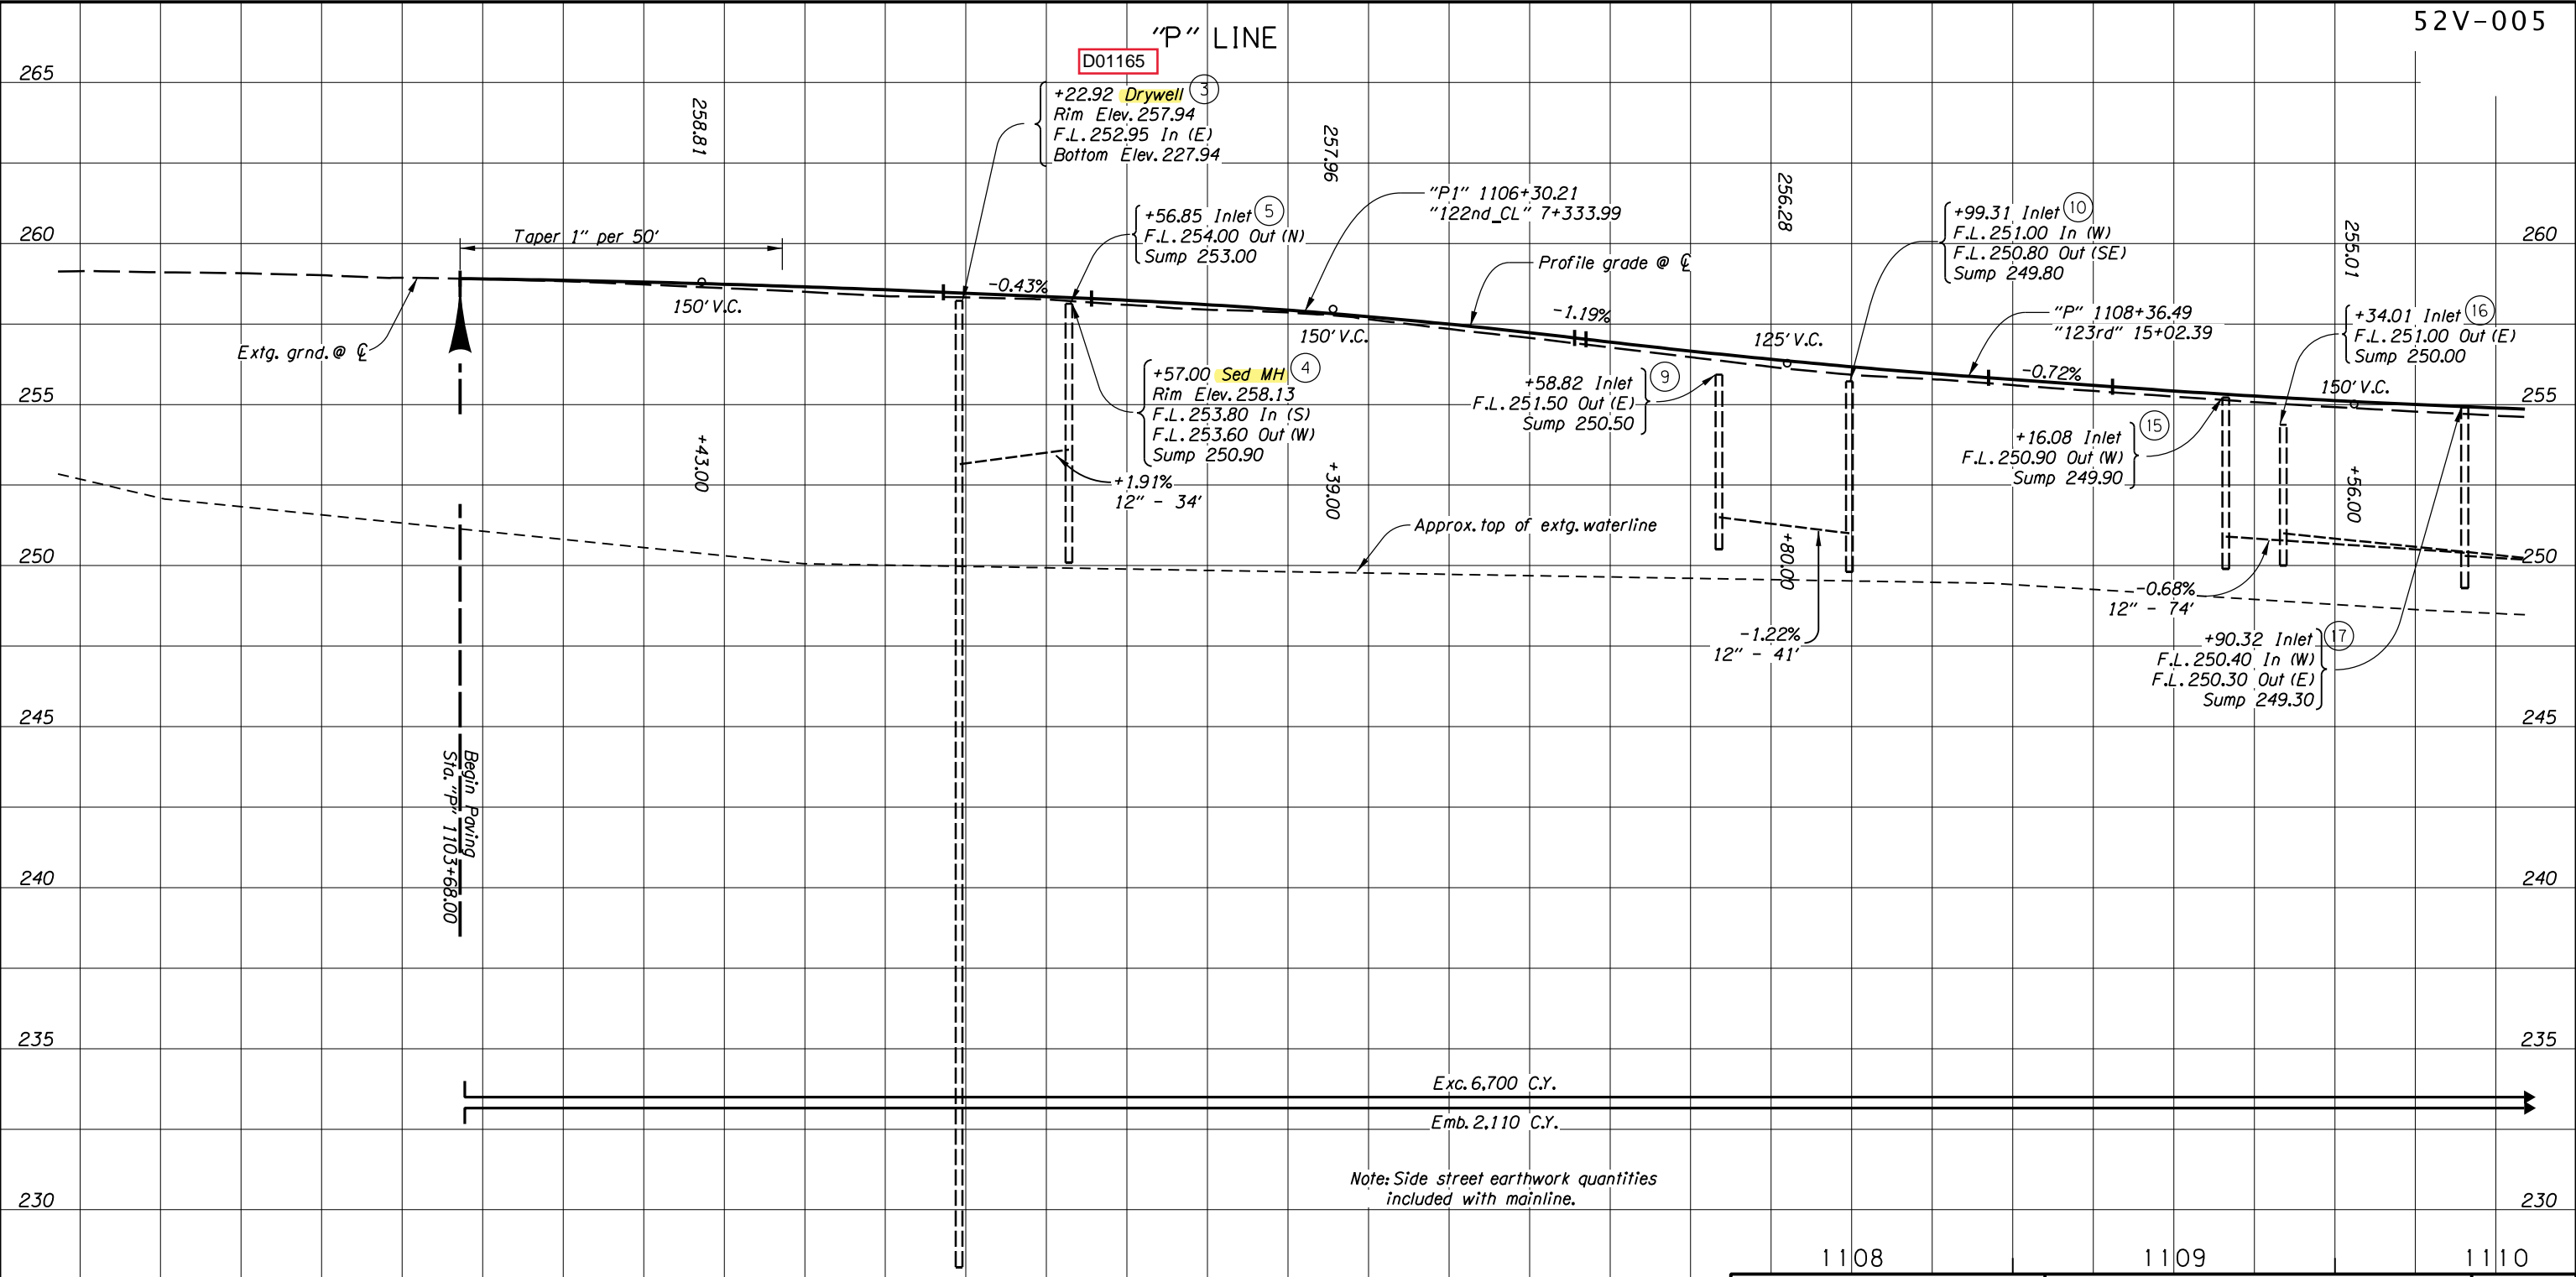 "P" LINE
52V-005
D01165
265
+22.92 Drywell 3
Rim Elev. 257.94
F.L. 252.95 In (E)
Bottom Elev. 227.94
258.81
257.96
256.28
255.01
"P1" 1106+30.21
"122nd_CL" 7+333.99
+56.85 Inlet 5
F.L. 254.00 Out (N)
Sump 253.00
+99.31 Inlet 10
F.L. 251.00 In (W)
F.L. 250.80 Out (SE)
Sump 249.80
260
Taper 1" per 50'
260
Profile grade @ ℄
-0.43%
150' V.C.
-1.19%
150' V.C.
125' V.C.
"P" 1108+36.49
"123rd" 15+02.39
+34.01 Inlet 16
F.L. 251.00 Out (E)
Sump 250.00
Extg. grnd. @ ℄
+57.00 Sed MH 4
Rim Elev. 258.13
F.L. 253.80 In (S)
F.L. 253.60 Out (W)
Sump 250.90
+58.82 Inlet 9
F.L. 251.50 Out (E)
Sump 250.50
-0.72%
150' V.C.
255
255
+16.08 Inlet 15
F.L. 250.90 Out (W)
Sump 249.90
+43.00
+39.00
+80.00
+56.00
+1.91%
12" - 34'
Approx. top of extg. waterline
250
250
-0.68%
12" - 74'
-1.22%
12" - 41'
+90.32 Inlet 17
F.L. 250.40 In (W)
F.L. 250.30 Out (E)
Sump 249.30
245
245
Begin Paving
Sta. "P" 1103+68.00
240
240
235
235
Exc. 6,700 C.Y.
Emb. 2,110 C.Y.
Note: Side street earthwork quantities
included with mainline.
230
230
1108
1109
1110